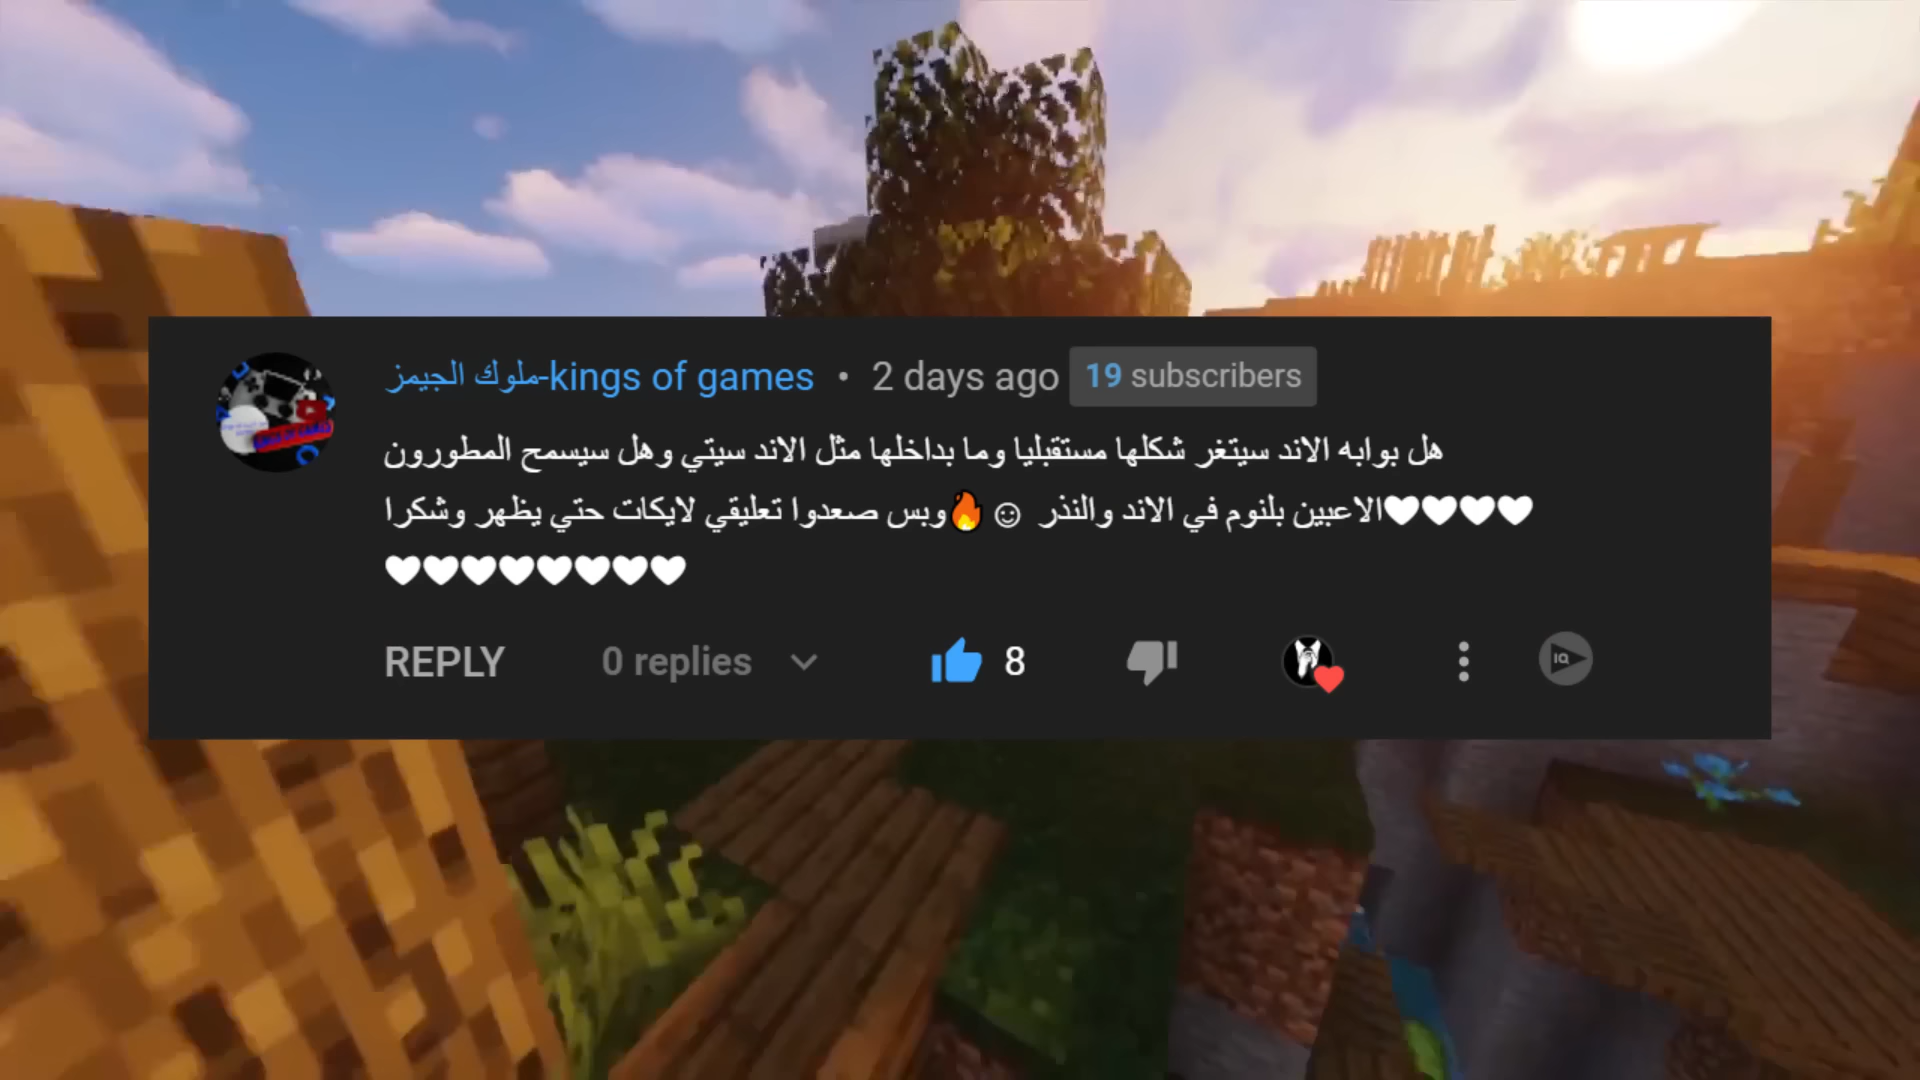 ملوك الجيمز-kings of games • 2 days ago 19 subscribers
هل بوابه الاند سيتغر شكلها مستقبليا وما بداخلها مثل الاند سيتي وهل سيسمح المطورون
الاعبين بلنوم في الاند والنذر ☺🔥وبس صعدوا تعليقي لايكات حتي يظهر وشكرا🤍🤍🤍🤍
🤍🤍🤍🤍🤍🤍🤍🤍
REPLY 0 replies 8
IQ